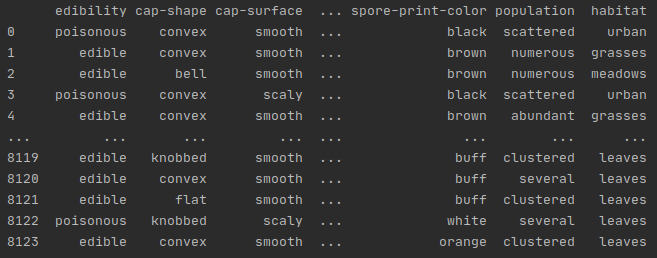 edibility cap-shape cap-surface ... spore-print-color population habitat
0 poisonous convex smooth ... black scattered urban
1 edible convex smooth ... brown numerous grasses
2 edible bell smooth ... brown numerous meadows
3 poisonous convex scaly ... black scattered urban
4 edible convex smooth ... brown abundant grasses
... ... ... ... ... ... ... ...
8119 edible knobbed smooth ... buff clustered leaves
8120 edible convex smooth ... buff several leaves
8121 edible flat smooth ... buff clustered leaves
8122 poisonous knobbed scaly ... white several leaves
8123 edible convex smooth ... orange clustered leaves